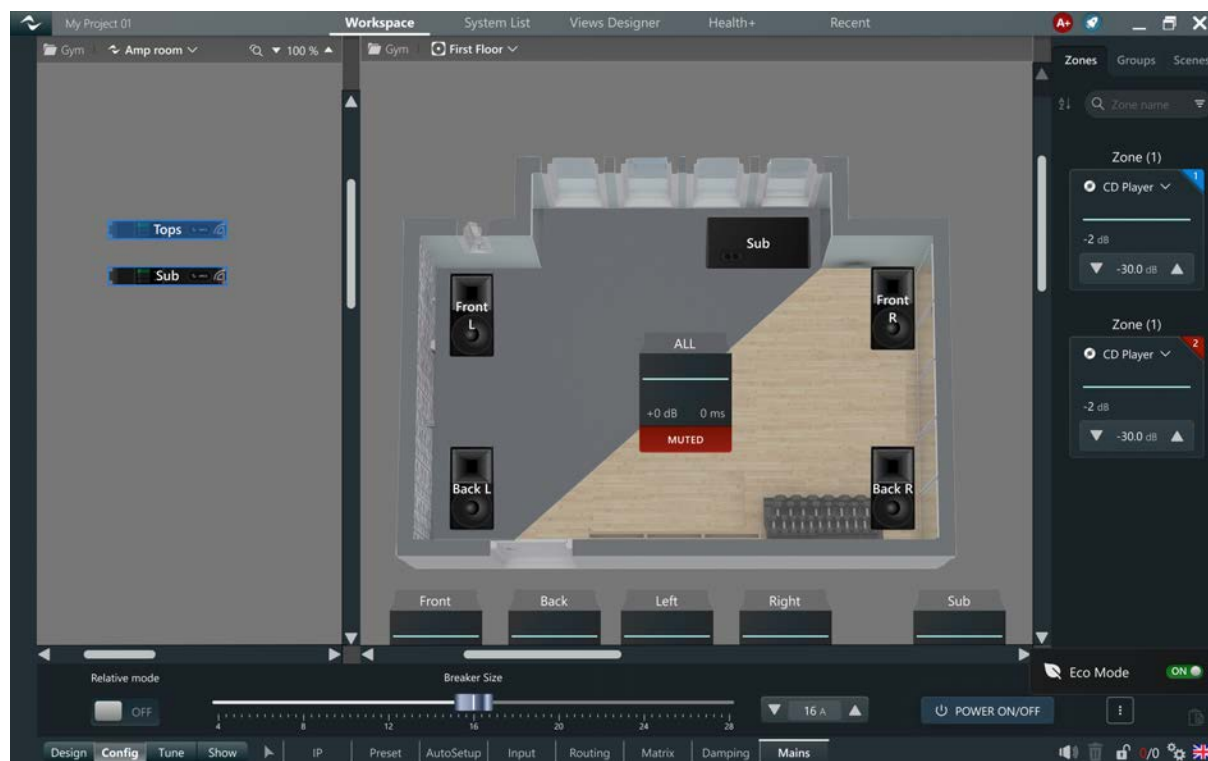 My Project 01
Workspace
System List
Views Designer
Health+
Recent
A+
Gym
Amp room
100 %
Gym
First Floor
Zones
Groups
Scenes
Zone name
Tops
Sub
Sub
Front
L
Front
R
ALL
+0 dB 0 ms
MUTED
Back L
Back R
Front
Back
Left
Right
Sub
Zone (1)
1
CD Player
-2 dB
-30.0 dB
Zone (1)
2
CD Player
-2 dB
-30.0 dB
Eco Mode
ON
Relative mode
OFF
Breaker Size
4 8 12 16 20 24 28
16 A
POWER ON/OFF
Design
Config
Tune
Show
IP
Preset
AutoSetup
Input
Routing
Matrix
Damping
Mains
0/0